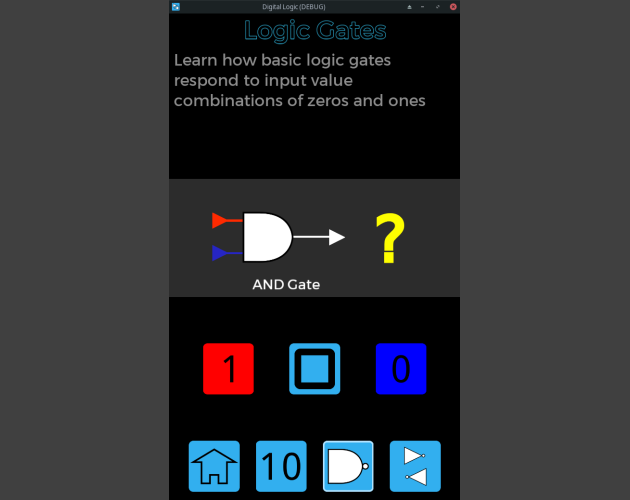 Digital Logic (DEBUG)
Logic Gates
Learn how basic logic gates
respond to input value
combinations of zeros and ones
?
AND Gate
1
0
10